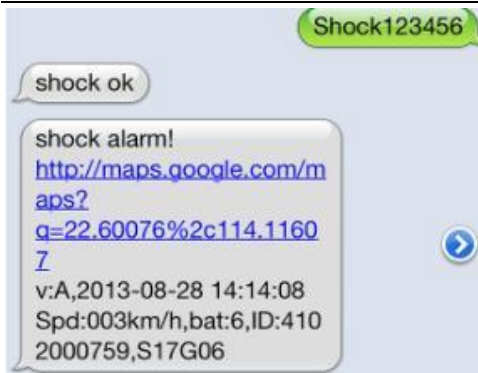 Shock123456
shock ok
shock alarm!
http://maps.google.com/m
aps?
q=22.60076%2c114.1160
7
v:A,2013-08-28 14:14:08
Spd:003km/h,bat:6,ID:410
2000759,S17G06